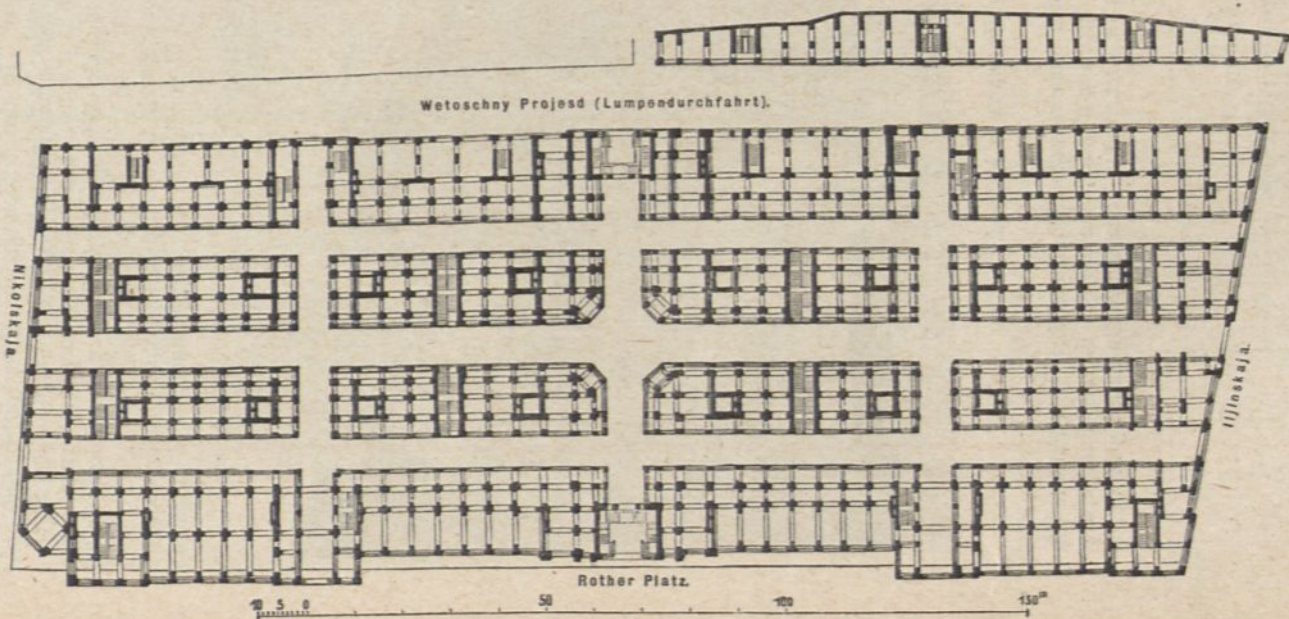 Wetoschny Projesd (Lumpendurchfahrt).
Nikolskaja.
Iljinskaja.
Rother Platz.
10 5 0 50 100 150m